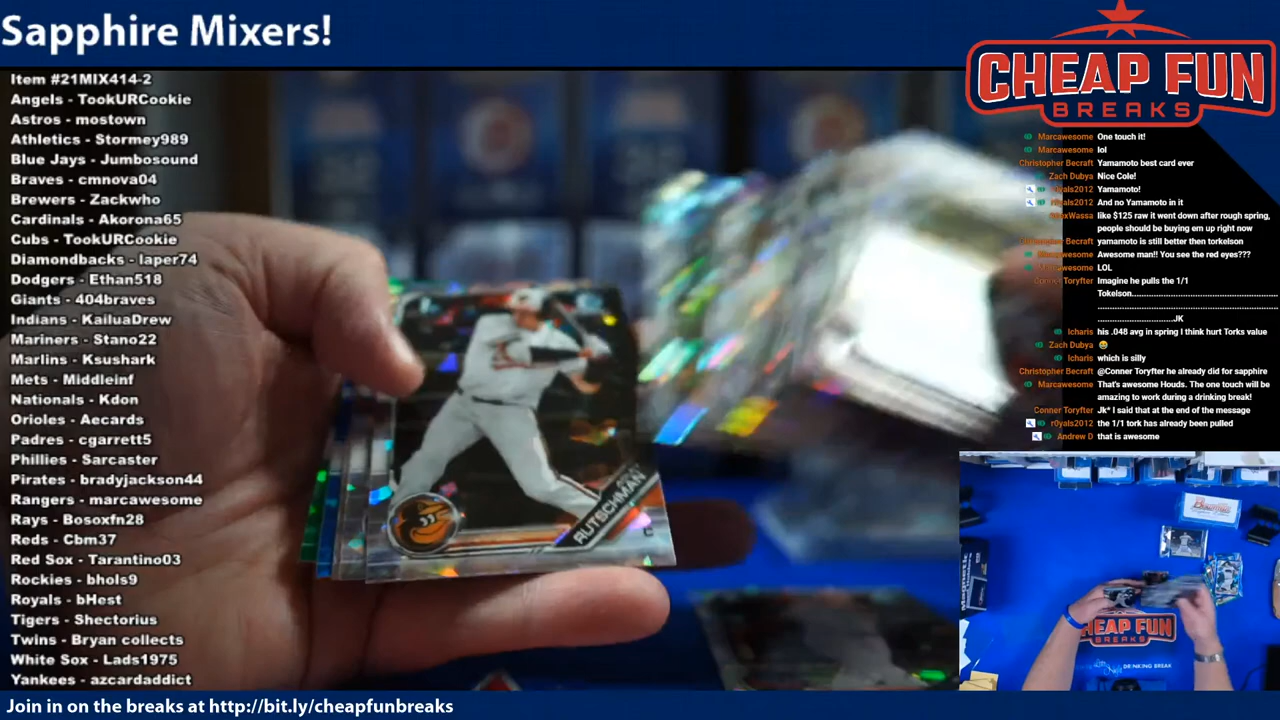 Sapphire Mixers!
Item #21MIX414-2
Angels - TookURCookie
Astros - mostown
Athletics - Stormey989
Blue Jays - Jumbosound
Braves - cmnova04
Brewers - Zackwho
Cardinals - Akorona65
Cubs - TookURCookie
Diamondbacks - laper74
Dodgers - Ethan518
Giants - 404braves
Indians - KailuaDrew
Mariners - Stano22
Marlins - Ksushark
Mets - Middleinf
Nationals - Kdon
Orioles - Aecards
Padres - cgarrett5
Phillies - Sarcaster
Pirates - bradyjackson44
Rangers - marcawesome
Rays - Bosoxfn28
Reds - Cbm37
Red Sox - Tarantino03
Rockies - bhols9
Royals - bHest
Tigers - Shectorius
Twins - Bryan collects
White Sox - Lads1975
Yankees - azcardaddict
Join in on the breaks at http://bit.ly/cheapfunbreaks
RUTSCHMAN
CHEAP FUN
BREAKS
Marcawesome One touch it!
Marcawesome lol
Christopher Becraft Yamamoto best card ever
Zach Dubya Nice Cole!
r0yals2012 Yamamoto!
r0yals2012 And no Yamamoto in it
like $125 raw it went down after rough spring,
people should be buying em up right now
Christopher Becraft yamamoto is still better then torkelson
Marcawesome Awesome man!! You see the red eyes???
Marcawesome LOL
Conner Toryfter Imagine he pulls the 1/1
Tokelson.......................................................
.......................................................................
.........................JK
Icharis his .048 avg in spring I think hurt Torks value
Zach Dubya 😄
Icharis which is silly
Christopher Becraft @Conner Toryfter he already did for sapphire
Marcawesome That's awesome Houds. The one touch will be
amazing to work during a drinking break!
Conner Toryfter Jk* I said that at the end of the message
r0yals2012 the 1/1 tork has already been pulled
Andrew D that is awesome
CHEAP FUN
BREAKS
DRINKING BREAK